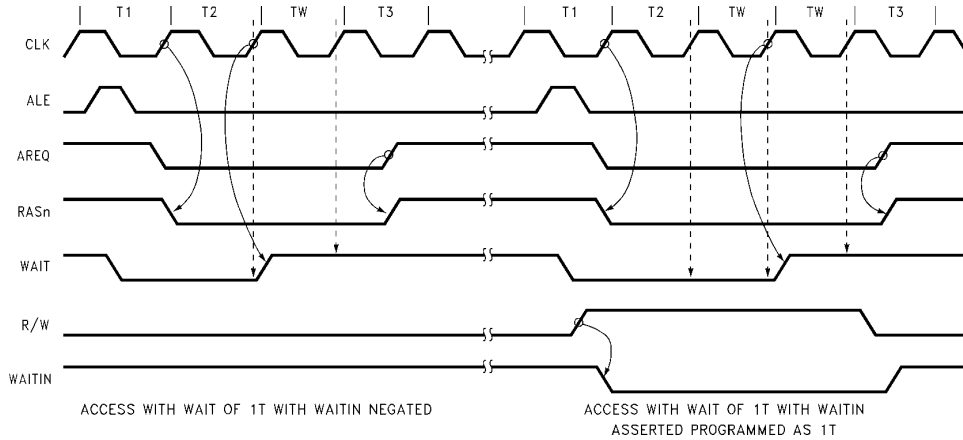 T1 T2 TW T3 T1 T2 TW TW T3
CLK
ALE
AREQ
RASn
WAIT
R/W
WAITIN
ACCESS WITH WAIT OF 1T WITH WAITIN NEGATED
ACCESS WITH WAIT OF 1T WITH WAITIN
ASSERTED PROGRAMMED AS 1T